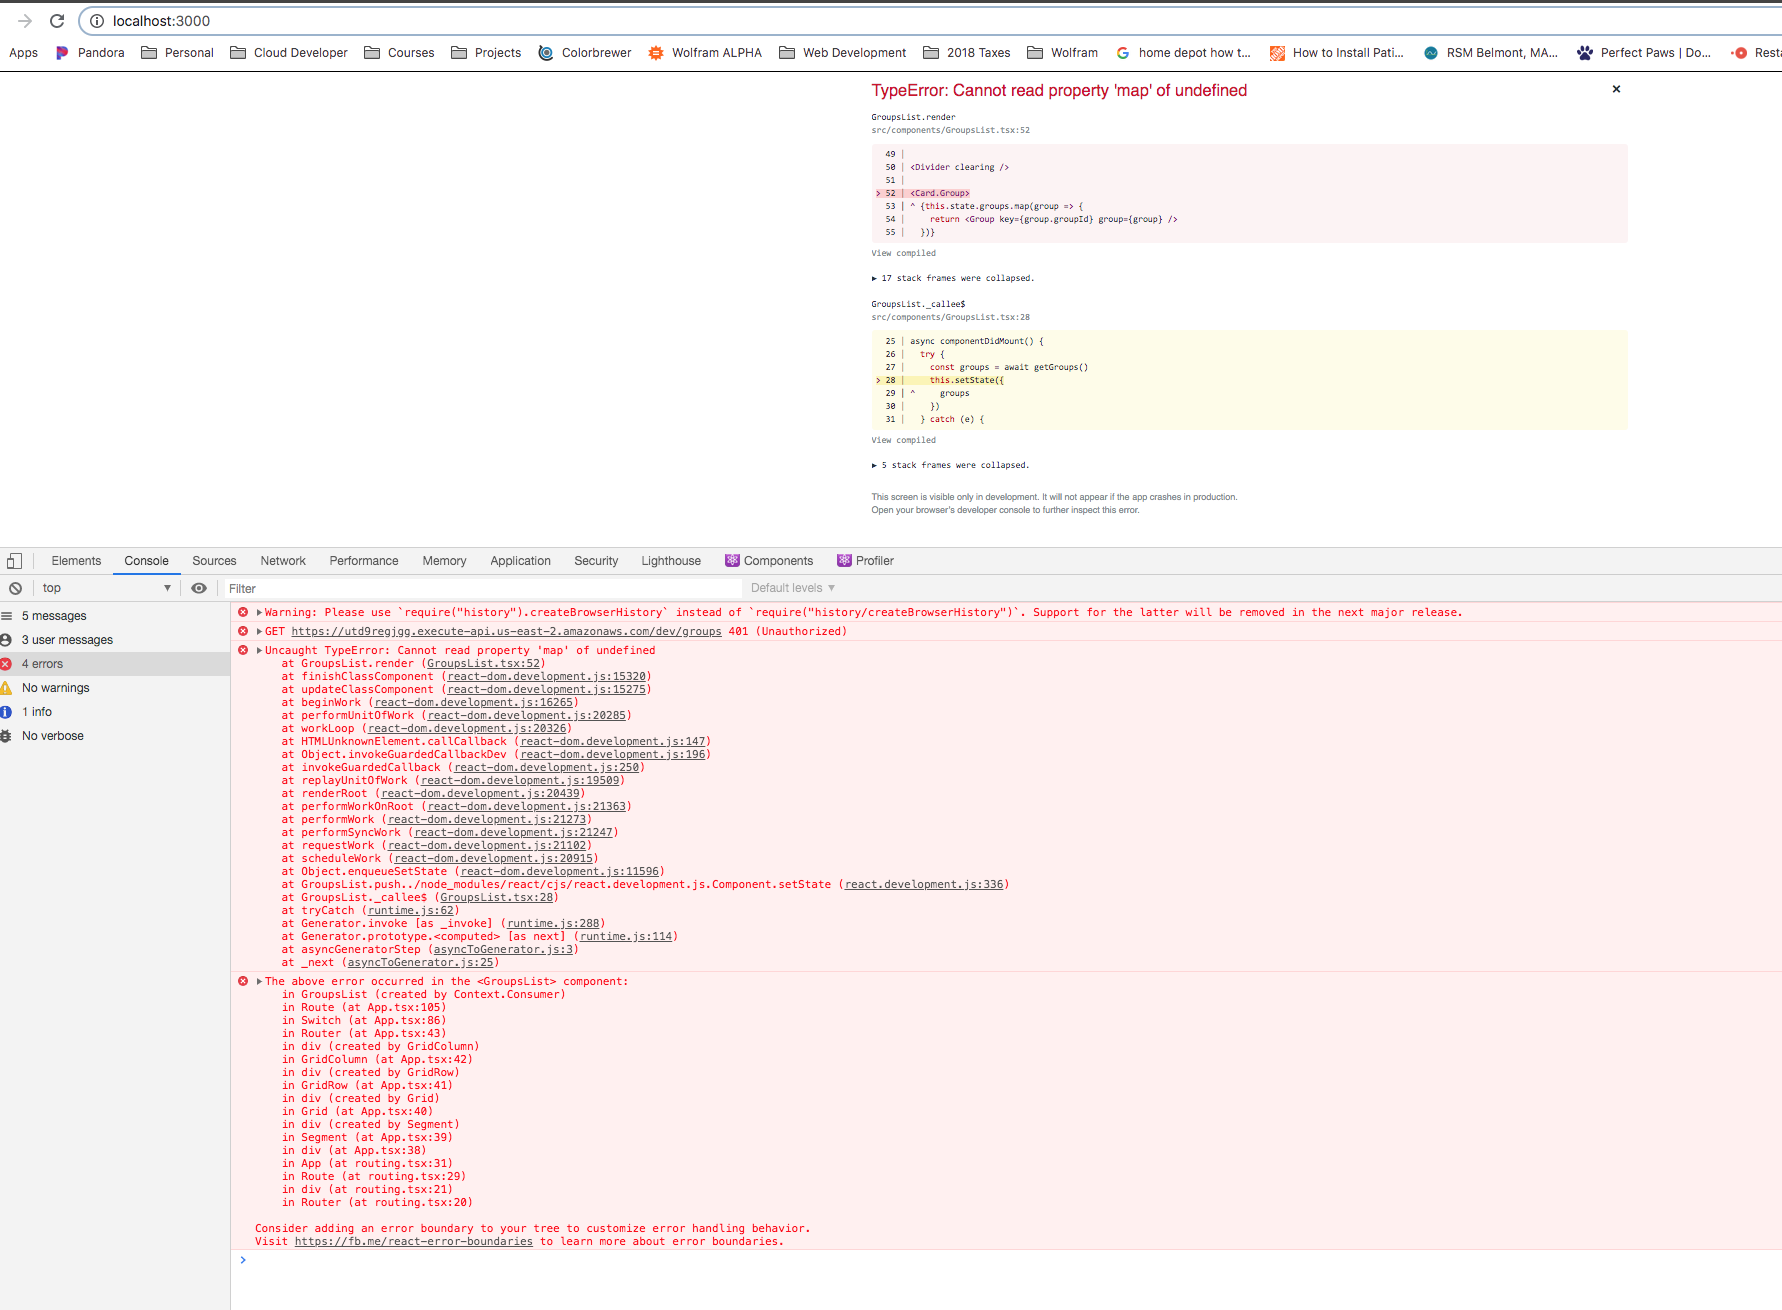 localhost:3000
Apps Pandora Personal Cloud Developer Courses Projects Colorbrewer Wolfram ALPHA Web Development 2018 Taxes Wolfram home depot how t... How to Install Pati... RSM Belmont, MA... Perfect Paws | Do... Resta
TypeError: Cannot read property 'map' of undefined
GroupsList.render
src/components/GroupsList.tsx:52
49 |
50 | <Divider clearing />
51 |
> 52 | <Card.Group>
53 | ^ {this.state.groups.map(group => {
54 | return <Group key={group.groupId} group={group} />
55 | })}
View compiled
▶ 17 stack frames were collapsed.
GroupsList._callee$
src/components/GroupsList.tsx:28
25 | async componentDidMount() {
26 | try {
27 | const groups = await getGroups()
> 28 | this.setState({
29 | ^ groups
30 | })
31 | } catch (e) {
View compiled
▶ 5 stack frames were collapsed.
This screen is visible only in development. It will not appear if the app crashes in production.
Open your browser's developer console to further inspect this error.
Elements Console Sources Network Performance Memory Application Security Lighthouse Components Profiler
top Filter Default levels
5 messages
3 user messages
4 errors
No warnings
1 info
No verbose
Warning: Please use `require("history").createBrowserHistory` instead of `require("history/createBrowserHistory")`. Support for the latter will be removed in the next major release.
GET https://utd9regjgg.execute-api.us-east-2.amazonaws.com/dev/groups 401 (Unauthorized)
Uncaught TypeError: Cannot read property 'map' of undefined
at GroupsList.render (GroupsList.tsx:52)
at finishClassComponent (react-dom.development.js:15320)
at updateClassComponent (react-dom.development.js:15275)
at beginWork (react-dom.development.js:16265)
at performUnitOfWork (react-dom.development.js:20285)
at workLoop (react-dom.development.js:20326)
at HTMLUnknownElement.callCallback (react-dom.development.js:147)
at Object.invokeGuardedCallbackDev (react-dom.development.js:196)
at invokeGuardedCallback (react-dom.development.js:250)
at replayUnitOfWork (react-dom.development.js:19509)
at renderRoot (react-dom.development.js:20439)
at performWorkOnRoot (react-dom.development.js:21363)
at performWork (react-dom.development.js:21273)
at performSyncWork (react-dom.development.js:21247)
at requestWork (react-dom.development.js:21102)
at scheduleWork (react-dom.development.js:20915)
at Object.enqueueSetState (react-dom.development.js:11596)
at GroupsList.push../node_modules/react/cjs/react.development.js.Component.setState (react.development.js:336)
at GroupsList._callee$ (GroupsList.tsx:28)
at tryCatch (runtime.js:62)
at Generator.invoke [as _invoke] (runtime.js:288)
at Generator.prototype.<computed> [as next] (runtime.js:114)
at asyncGeneratorStep (asyncToGenerator.js:3)
at _next (asyncToGenerator.js:25)
The above error occurred in the <GroupsList> component:
in GroupsList (created by Context.Consumer)
in Route (at App.tsx:105)
in Switch (at App.tsx:86)
in Router (at App.tsx:43)
in div (created by GridColumn)
in GridColumn (at App.tsx:42)
in div (created by GridRow)
in GridRow (at App.tsx:41)
in div (created by Grid)
in Grid (at App.tsx:40)
in div (created by Segment)
in Segment (at App.tsx:39)
in div (at App.tsx:38)
in App (at routing.tsx:31)
in Route (at routing.tsx:29)
in div (at routing.tsx:21)
in Router (at routing.tsx:20)
Consider adding an error boundary to your tree to customize error handling behavior.
Visit https://fb.me/react-error-boundaries to learn more about error boundaries.